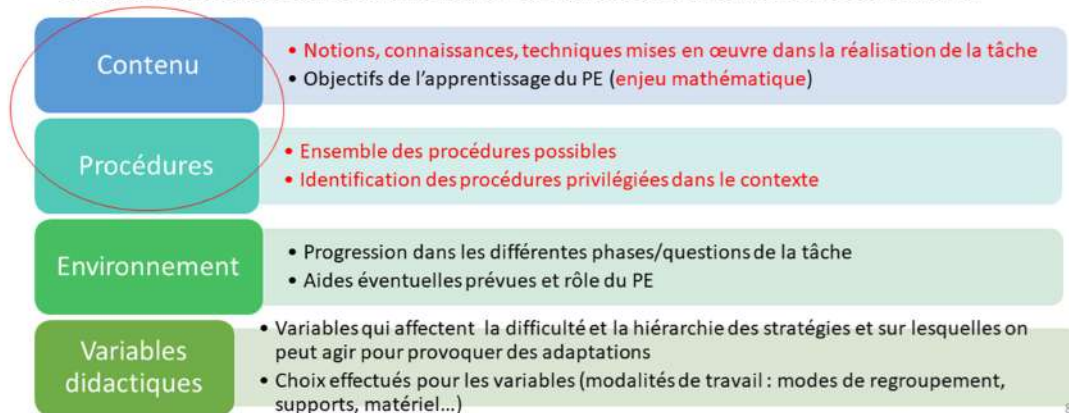 Contenu
• Notions, connaissances, techniques mises en œuvre dans la réalisation de la tâche
• Objectifs de l'apprentissage du PE (enjeu mathématique)
Procédures
• Ensemble des procédures possibles
• Identification des procédures privilégiées dans le contexte
Environnement
• Progression dans les différentes phases/questions de la tâche
• Aides éventuelles prévues et rôle du PE
Variables
didactiques
• Variables qui affectent la difficulté et la hiérarchie des stratégies et sur lesquelles on
peut agir pour provoquer des adaptations
• Choix effectués pour les variables (modalités de travail : modes de regroupement,
supports, matériel…)